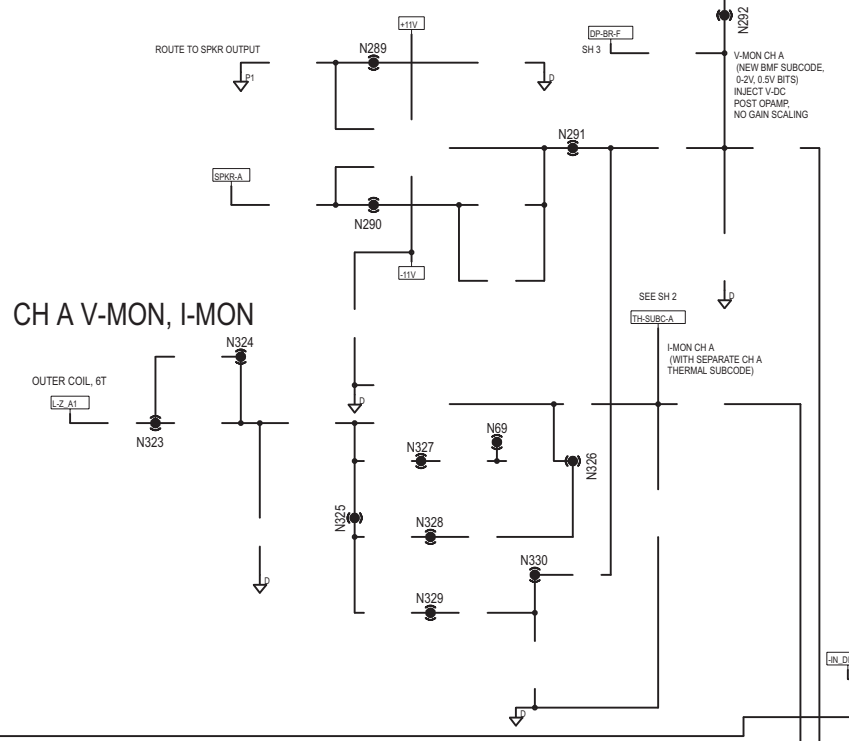 N292
+11V
DP-BR-F
ROUTE TO SPKR OUTPUT
N289
SH 3
V-MON CH A
(NEW BMF SUBCODE,
0-2V, 0.5V BITS)
INJECT V-DC
POST OPAMP,
NO GAIN SCALING
P1
D
N291
SPKR-A
N290
-11V
D
SEE SH 2
TH-SUBC-A
CH A V-MON, I-MON
N324
I-MON CH A
(WITH SEPARATE CH A
THERMAL SUBCODE)
OUTER COIL, 6T
L-Z_A1
D
N323
N327
N69
N326
N325
N328
N330
D
N329
D